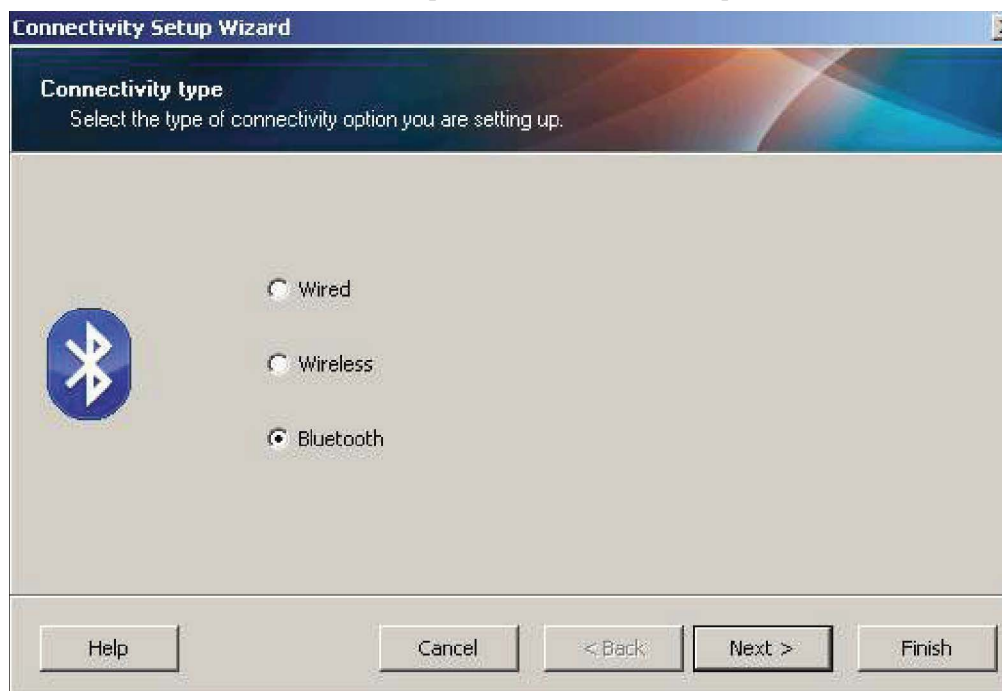 Connectivity Setup Wizard
Connectivity type
Select the type of connectivity option you are setting up.
Wired
Wireless
Bluetooth
Help
Cancel
< Back
Next >
Finish